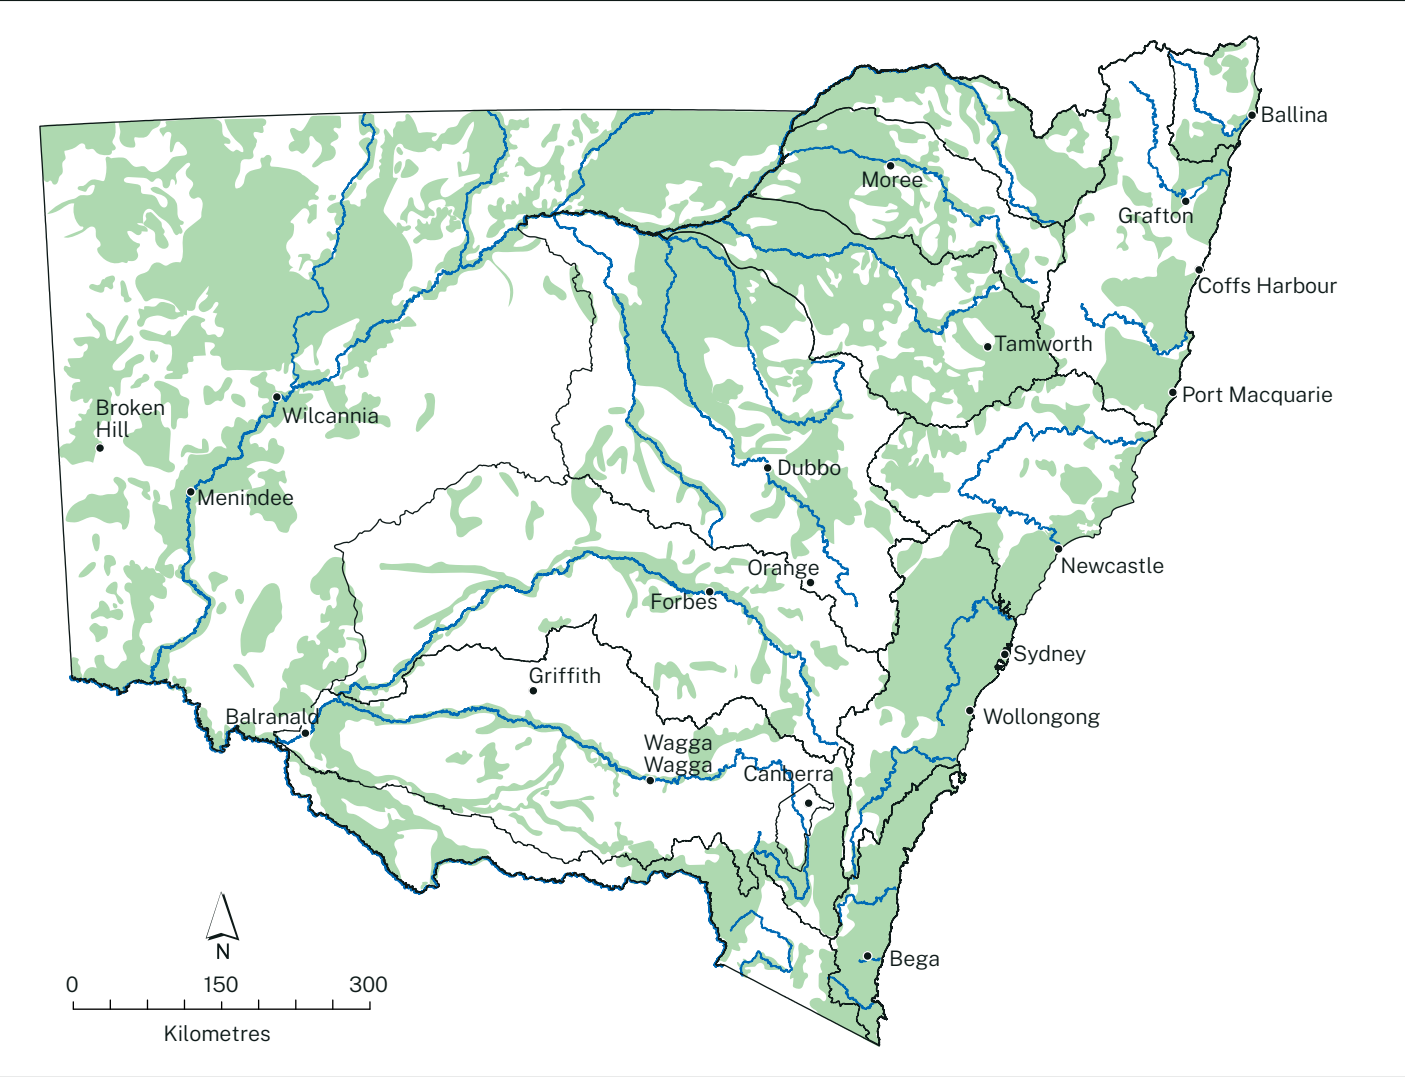 Ballina
Moree
Grafton
Coffs Harbour
Tamworth
Port Macquarie
Broken
Hill
Wilcannia
Dubbo
Menindee
Newcastle
Orange
Forbes
Sydney
Griffith
Wollongong
Balranald
Wagga
Wagga
Canberra
Bega
N
0 150 300
Kilometres